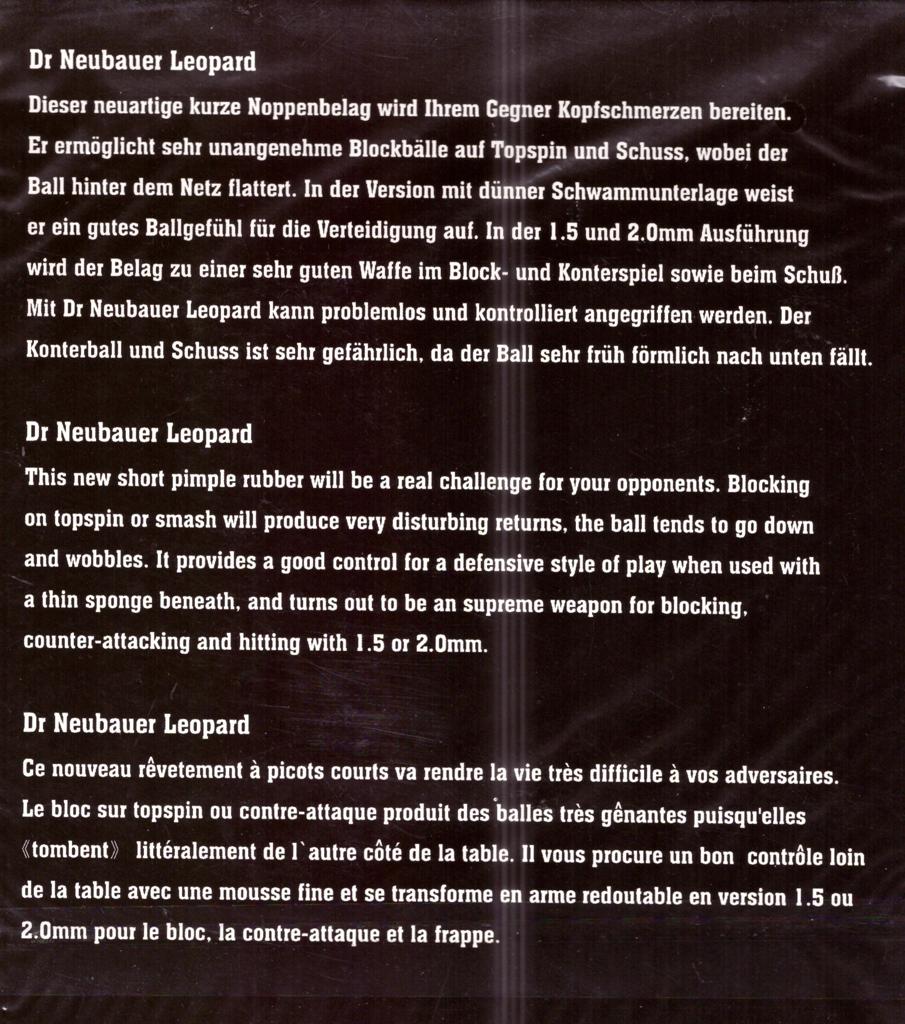 Dr Neubauer Leopard
Dieser neuartige kurze Noppenbelag wird Ihrem Gegner Kopfschmerzen bereiten.
Er ermöglicht sehr unangenehme Blockbälle auf Topspin und Schuss, wobei der
Ball hinter dem Netz flattert. In der Version mit dünner Schwammunterlage weist
er ein gutes Ballgefühl für die Verteidigung auf. In der 1.5 und 2.0mm Ausführung
wird der Belag zu einer sehr guten Waffe im Block- und Konterspiel sowie beim Schuß.
Mit Dr Neubauer Leopard kann problemlos und kontrolliert angegriffen werden. Der
Konterball und Schuss ist sehr gefährlich, da der Ball sehr früh förmlich nach unten fällt.
Dr Neubauer Leopard
This new short pimple rubber will be a real challenge for your opponents. Blocking
on topspin or smash will produce very disturbing returns, the ball tends to go down
and wobbles. It provides a good control for a defensive style of play when used with
a thin sponge beneath, and turns out to be an supreme weapon for blocking,
counter-attacking and hitting with 1.5 or 2.0mm.
Dr Neubauer Leopard
Ce nouveau rêvetement à picots courts va rendre la vie très difficile à vos adversaires.
Le bloc sur topspin ou contre-attaque produit des balles très gênantes puisqu'elles
《tombent》 littéralement de l`autre côté de la table. Il vous procure un bon contrôle loin
de la table avec une mousse fine et se transforme en arme redoutable en version 1.5 ou
2.0mm pour le bloc, la contre-attaque et la frappe.